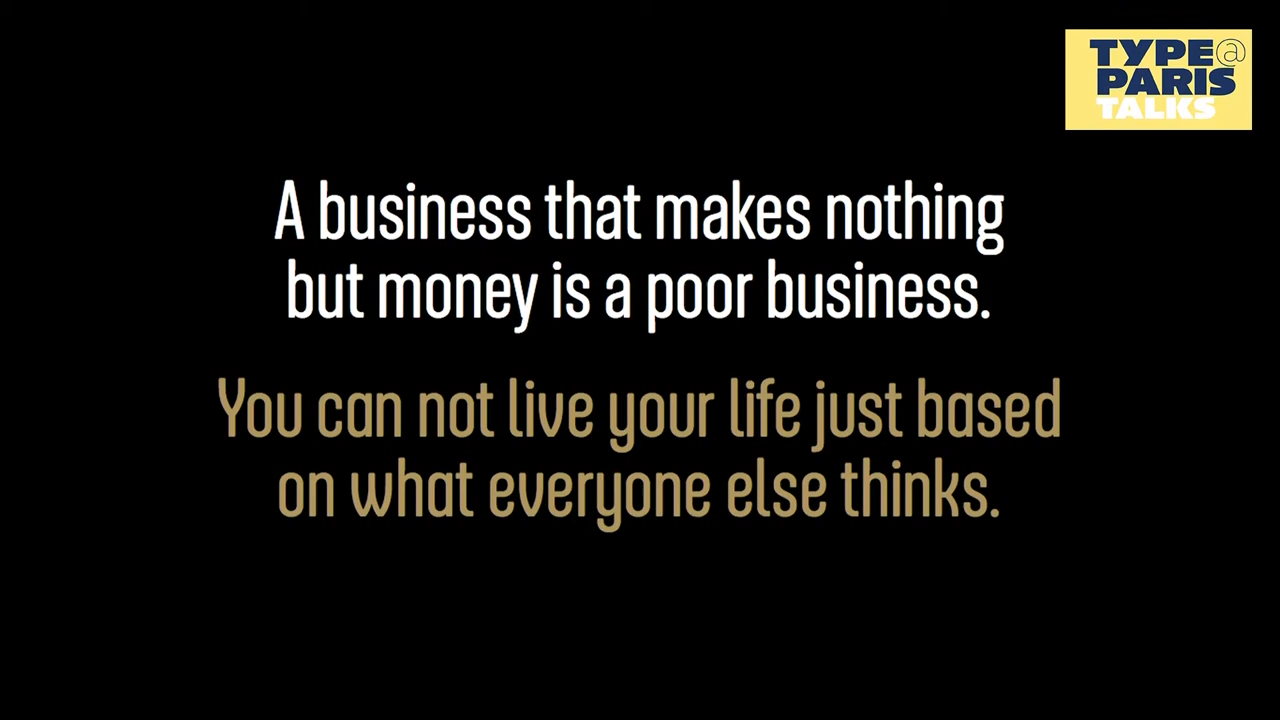 TYPE@
PARIS
TALKS
A business that makes nothing
but money is a poor business.
You can not live your life just based
on what everyone else thinks.